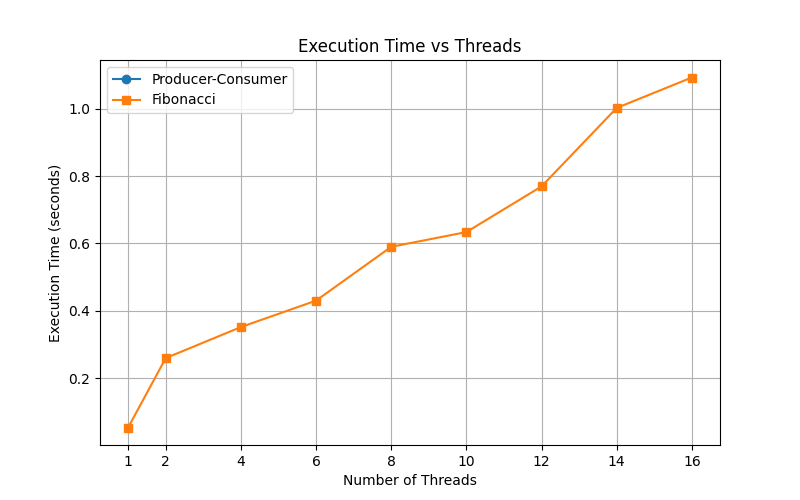 Execution Time vs Threads
Producer-Consumer
Fibonacci
1.0
0.8
0.6
0.4
0.2
Execution Time (seconds)
1 2 4 6 8 10 12 14 16
Number of Threads